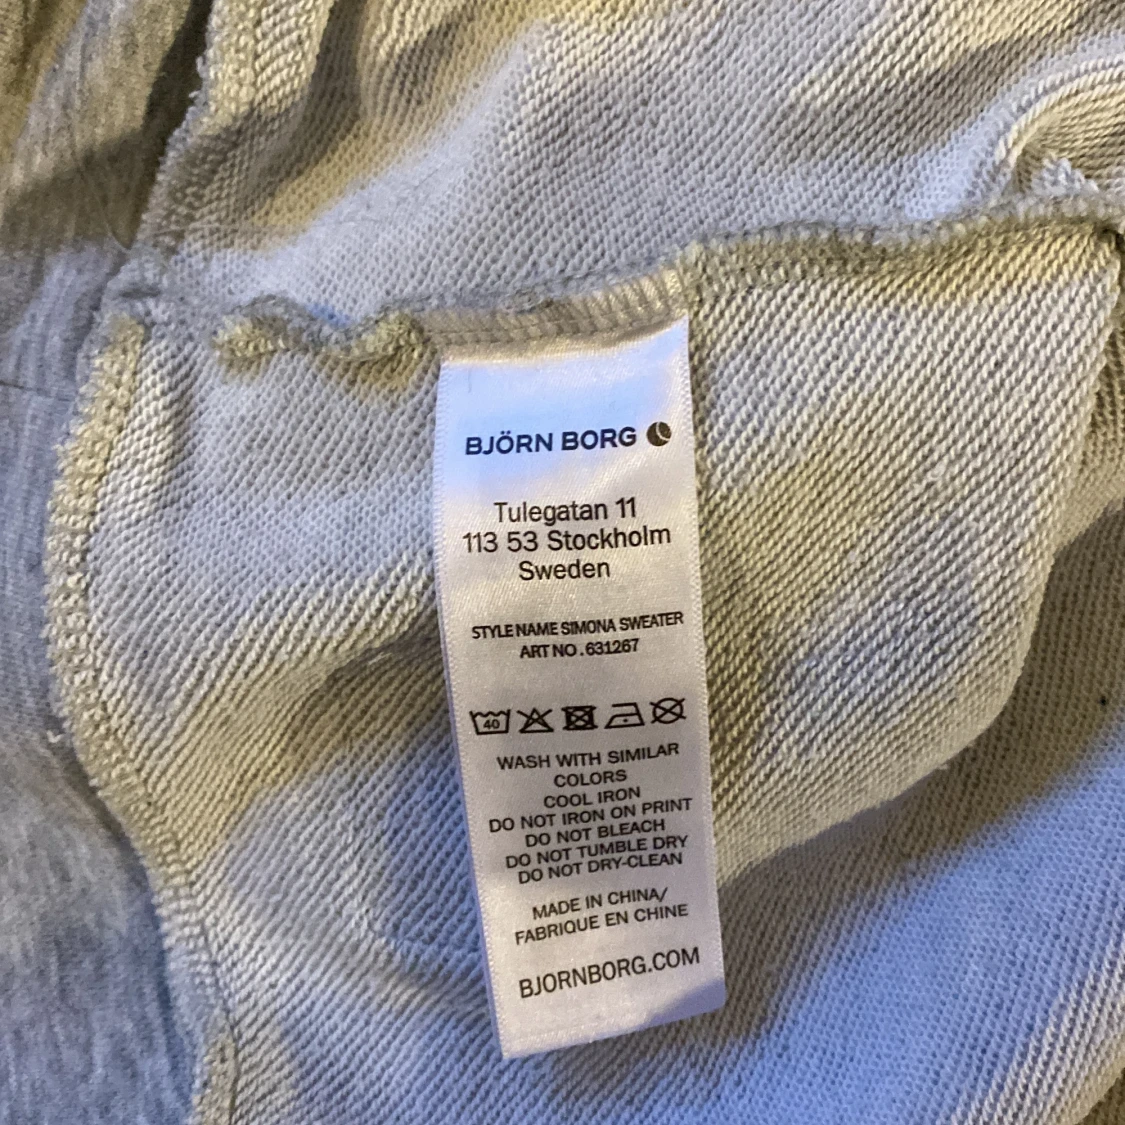 BJÖRN BORG
Tulegatan 11
113 53 Stockholm
Sweden
STYLE NAME SIMONA SWEATER
ART NO. 631267
40
WASH WITH SIMILAR
COLORS
COOL IRON
DO NOT IRON ON PRINT
DO NOT BLEACH
DO NOT TUMBLE DRY
DO NOT DRY-CLEAN
MADE IN CHINA/
FABRIQUE EN CHINE
BJORNBORG.COM